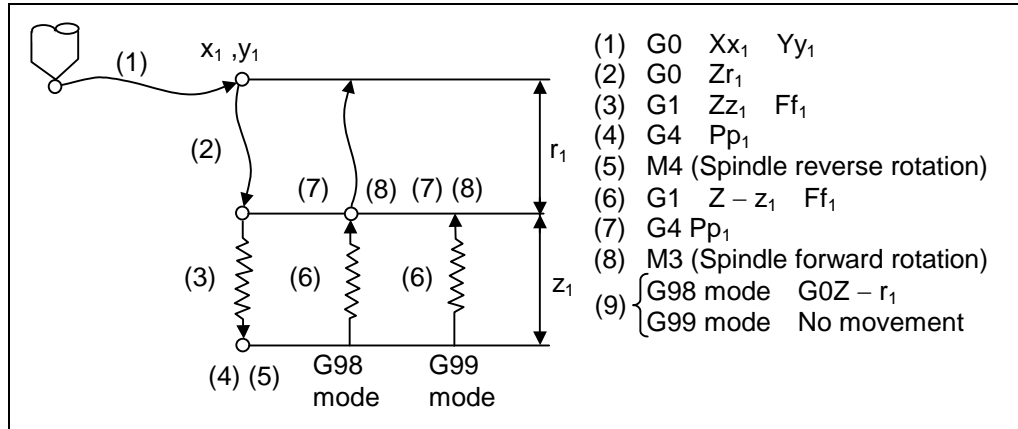 (1)
x₁ ,y₁
(2)
r₁
(7)
(8)
(7) (8)
(3)
(6)
(6)
z₁
(4) (5)
G98
mode
G99
mode
(1) G0 Xx₁ Yy₁
(2) G0 Zr₁
(3) G1 Zz₁ Ff₁
(4) G4 Pp₁
(5) M4 (Spindle reverse rotation)
(6) G1 Z – z₁ Ff₁
(7) G4 Pp₁
(8) M3 (Spindle forward rotation)
(9)
G98 mode G0Z – r₁
G99 mode No movement